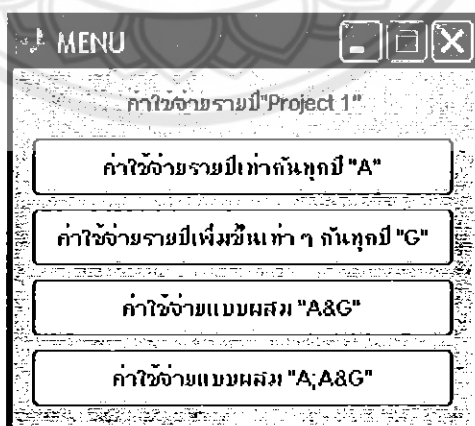 MENU
ค่าใช้จ่ายรายปี"Project 1"
ค่าใช้จ่ายรายปีเท่ากันทุกปี "A"
ค่าใช้จ่ายรายปีเพิ่มขึ้นเท่า ๆ กันทุกปี "G"
ค่าใช้จ่ายแบบผสม "A&G"
ค่าใช้จ่ายแบบผสม "A;A&G"